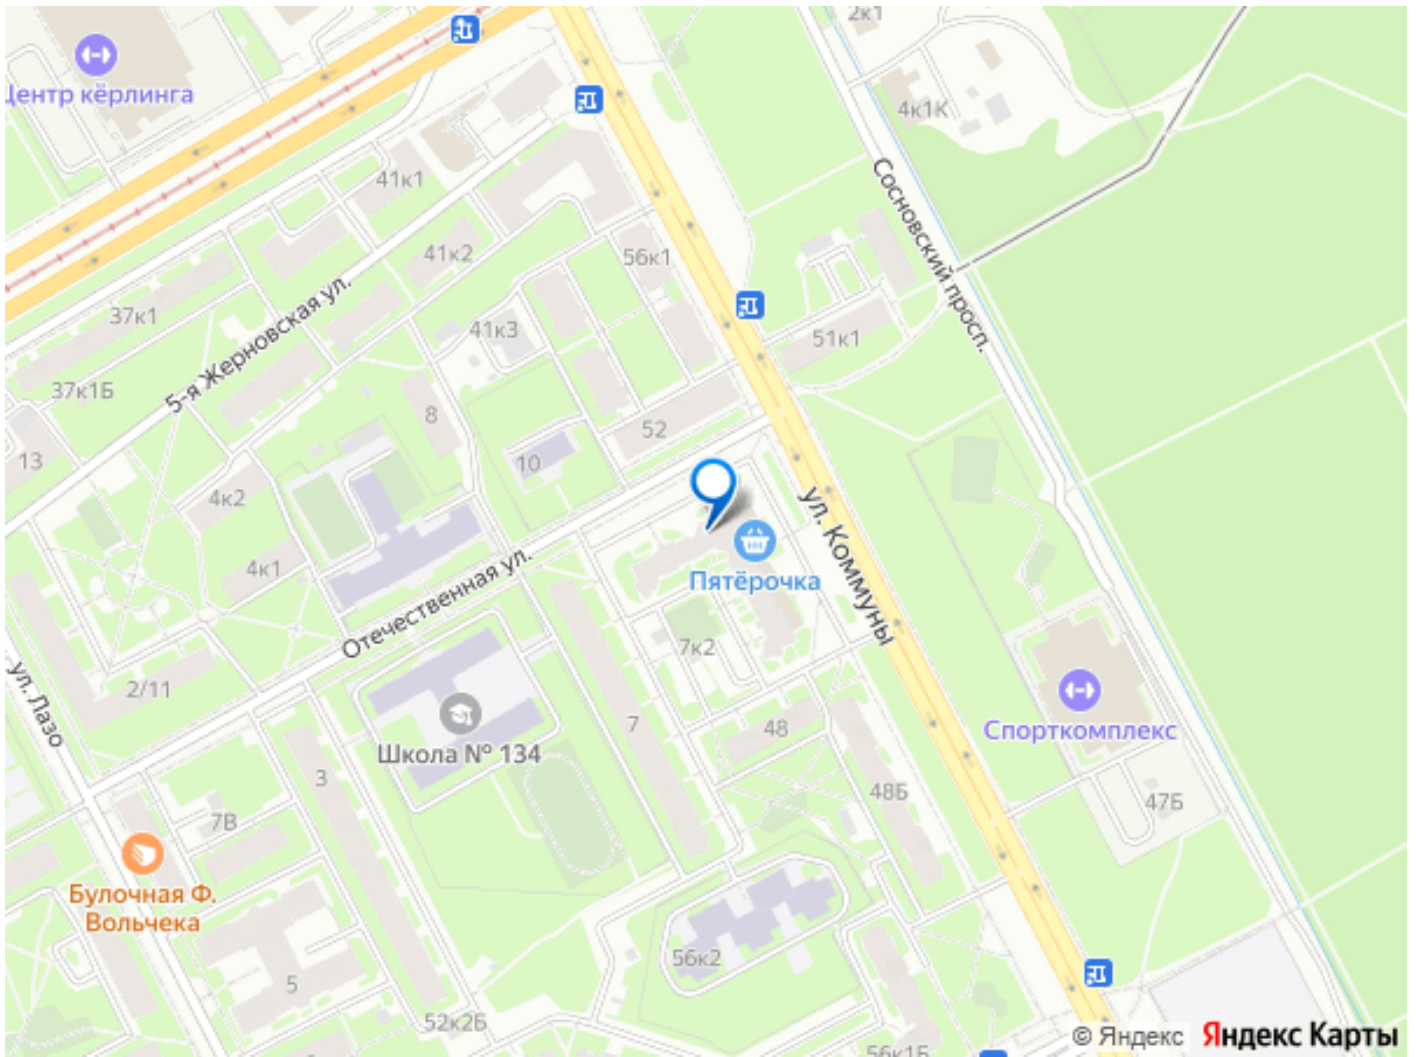 2к1
Центр кёрлинга
4к1К
41к1
Сосновский просп.
41к2
56к1
37к1
41к3
51к1
5-я Жерновская ул.
37к1Б
8
52
13
10
4к2
ул. Коммуны
4к1
Отечественная ул.
Пятёрочка
7к2
2/11
ул. Лазо
7
48
Спорткомплекс
Школа № 134
3
48Б
47Б
7В
Булочная Ф.
Вольчека
56к2
5
52к2Б
56к1Б
© Яндекс Яндекс Карты